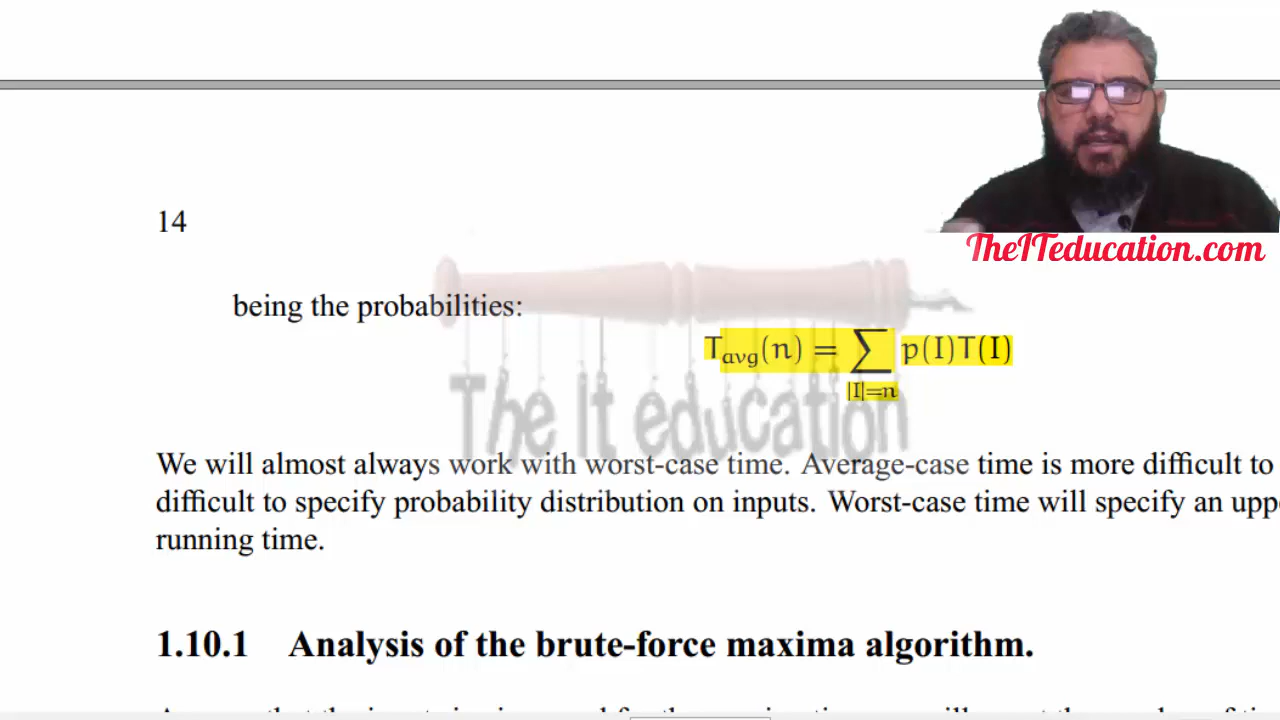 TheITeducation.com
14
being the probabilities:
T_avg(n) = ∑ p(I)T(I)
|I|=n
The It education
We will almost always work with worst-case time. Average-case time is more difficult to
difficult to specify probability distribution on inputs. Worst-case time will specify an upp
running time.
1.10.1 Analysis of the brute-force maxima algorithm.